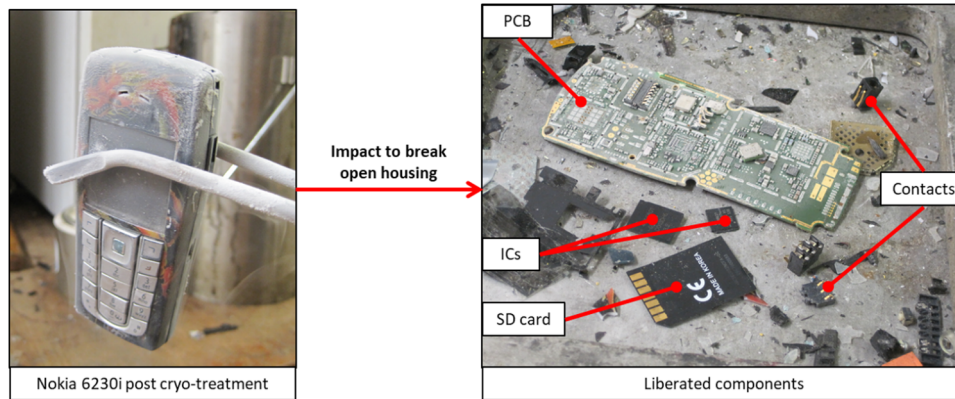 Impact to break
open housing
Nokia 6230i post cryo-treatment
PCB
Contacts
ICs
SD card
CE
MADE IN KOREA
Liberated components